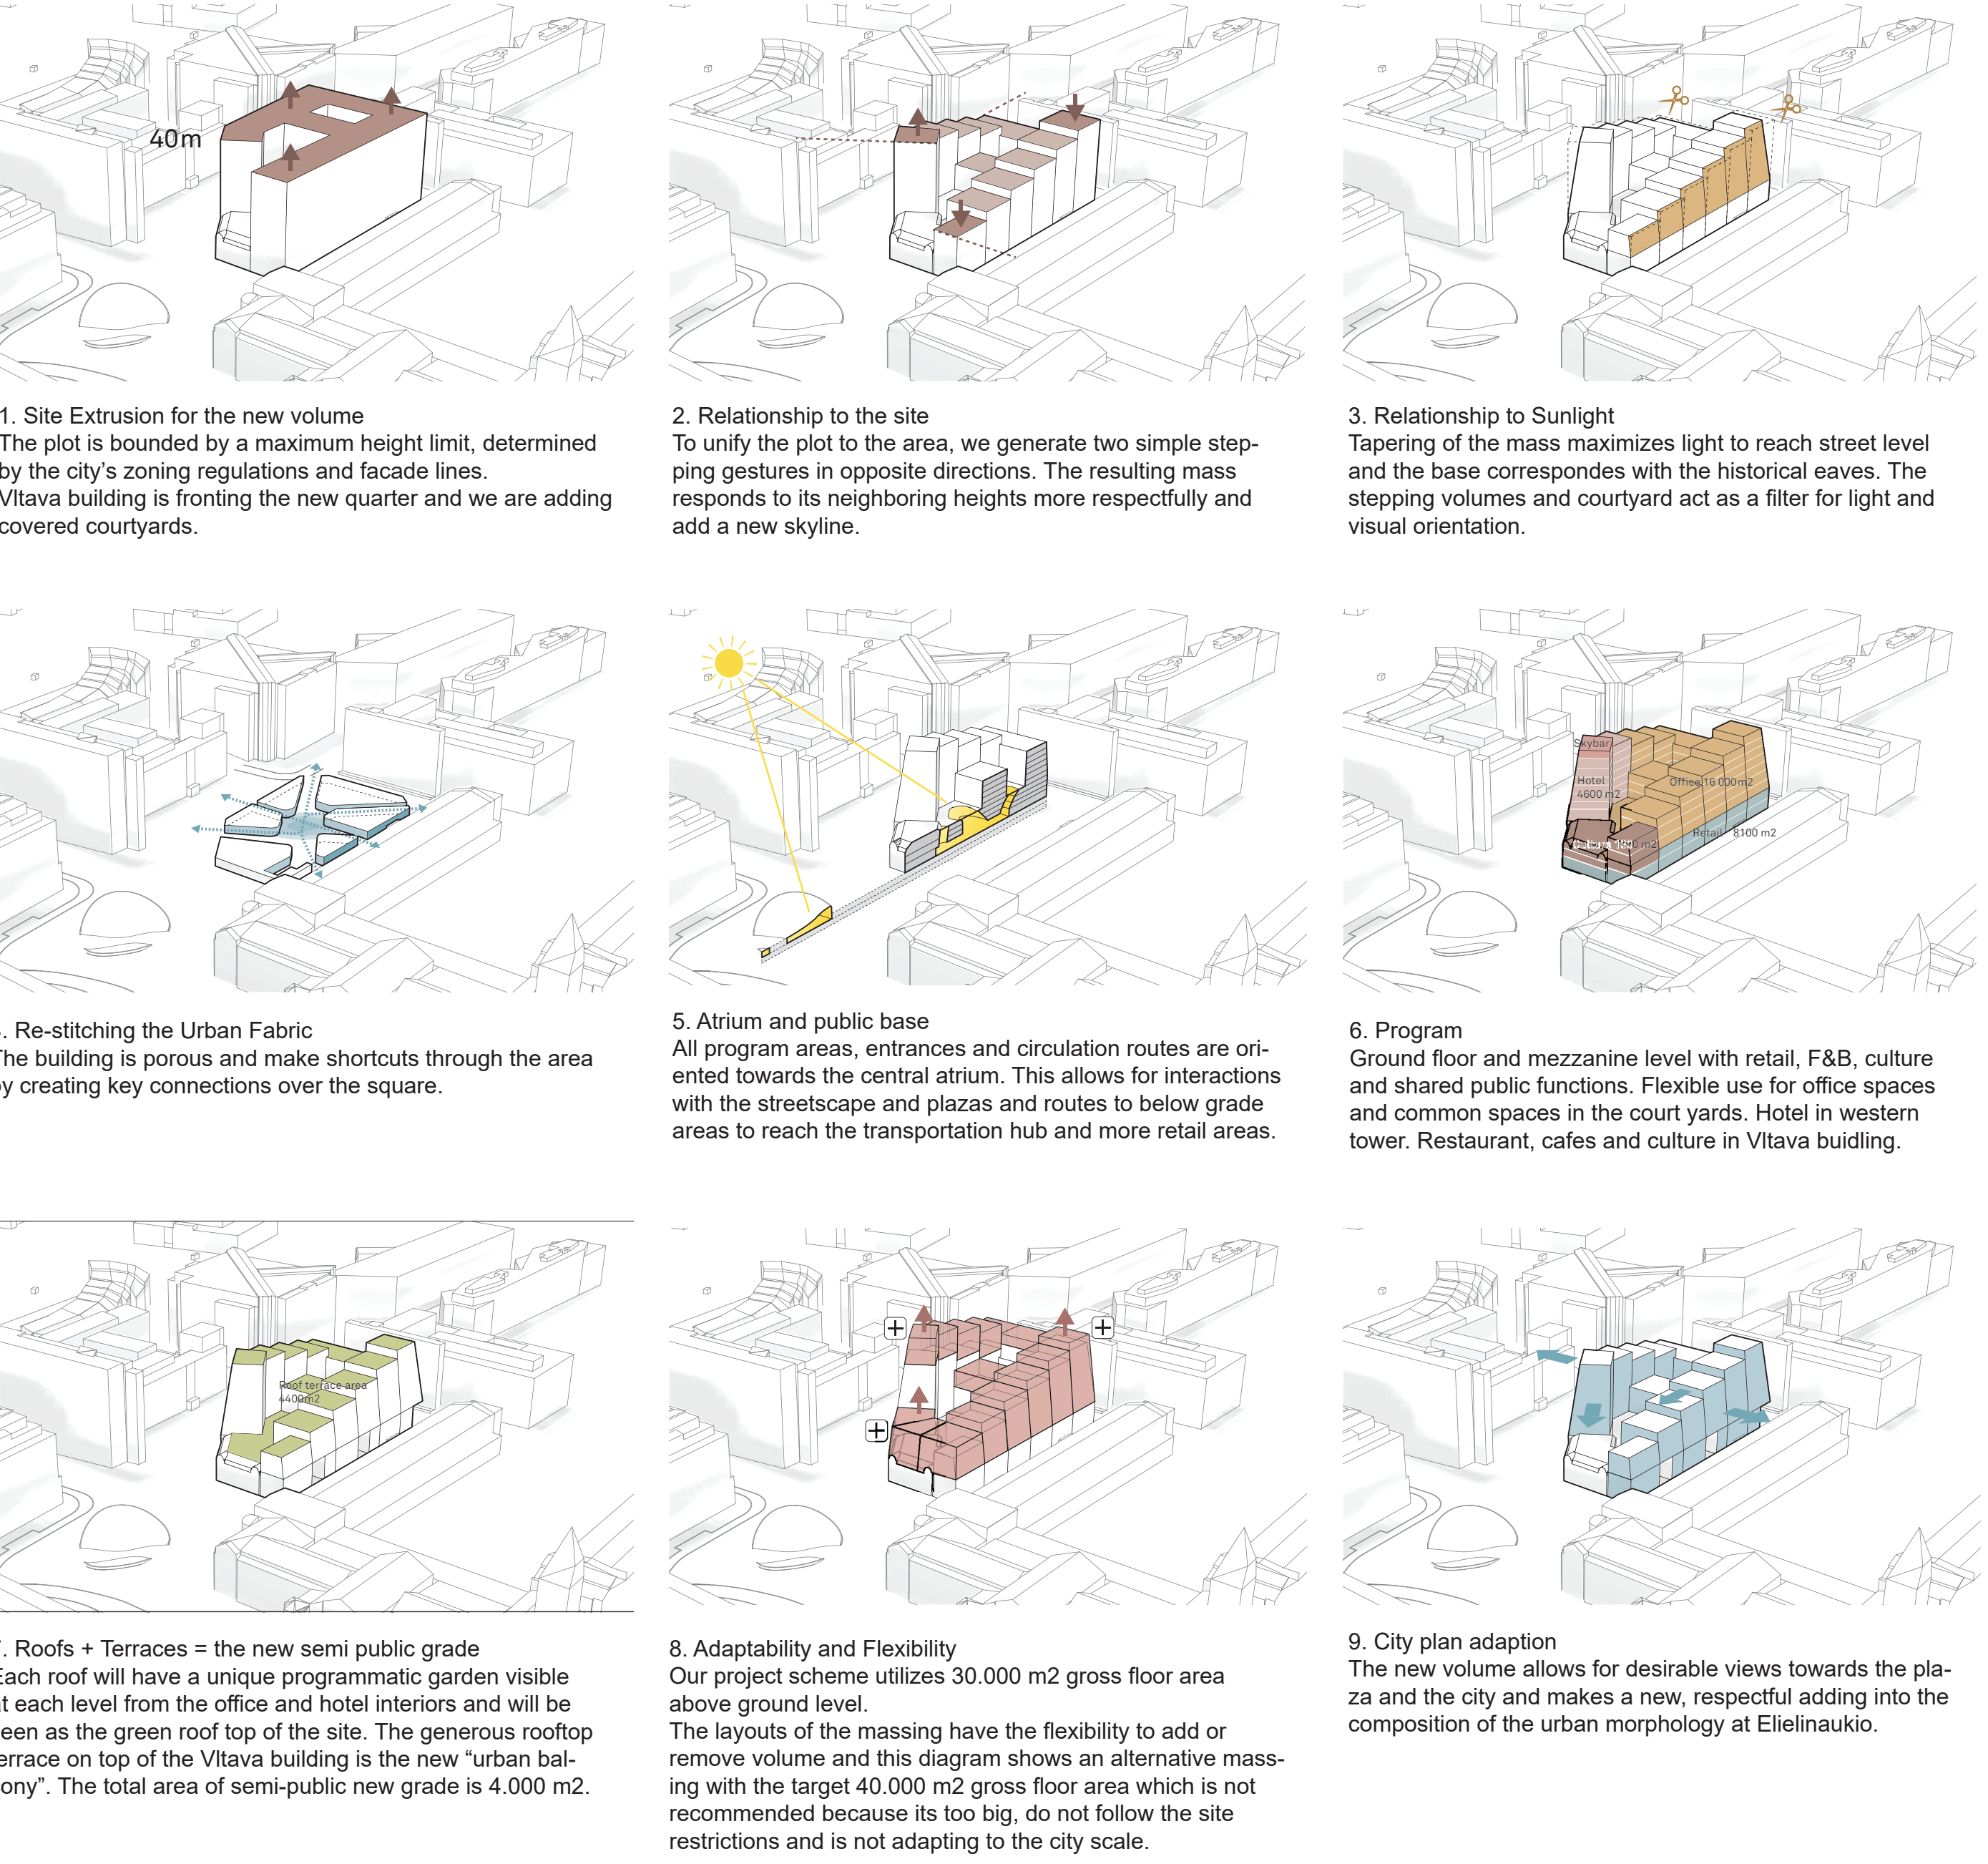 40m
1. Site Extrusion for the new volume
The plot is bounded by a maximum height limit, determined
by the city’s zoning regulations and facade lines.
Vltava building is fronting the new quarter and we are adding
covered courtyards.
2. Relationship to the site
To unify the plot to the area, we generate two simple step-
ping gestures in opposite directions. The resulting mass
responds to its neighboring heights more respectfully and
add a new skyline.
3. Relationship to Sunlight
Tapering of the mass maximizes light to reach street level
and the base correspondes with the historical eaves. The
stepping volumes and courtyard act as a filter for light and
visual orientation.
. Re-stitching the Urban Fabric
The building is porous and make shortcuts through the area
by creating key connections over the square.
5. Atrium and public base
All program areas, entrances and circulation routes are ori-
ented towards the central atrium. This allows for interactions
with the streetscape and plazas and routes to below grade
areas to reach the transportation hub and more retail areas.
Skybar
Hotel
4600 m2
Office 16 000m2
Retail 8100 m2
Culture m2
6. Program
Ground floor and mezzanine level with retail, F&B, culture
and shared public functions. Flexible use for office spaces
and common spaces in the court yards. Hotel in western
tower. Restaurant, cafes and culture in Vltava buidling.
Roof terrace area
4400m2
. Roofs + Terraces = the new semi public grade
Each roof will have a unique programmatic garden visible
t each level from the office and hotel interiors and will be
een as the green roof top of the site. The generous rooftop
errace on top of the Vltava building is the new “urban bal-
ony”. The total area of semi-public new grade is 4.000 m2.
8. Adaptability and Flexibility
Our project scheme utilizes 30.000 m2 gross floor area
above ground level.
The layouts of the massing have the flexibility to add or
remove volume and this diagram shows an alternative mass-
ing with the target 40.000 m2 gross floor area which is not
recommended because its too big, do not follow the site
restrictions and is not adapting to the city scale.
9. City plan adaption
The new volume allows for desirable views towards the pla-
za and the city and makes a new, respectful adding into the
composition of the urban morphology at Elielinaukio.